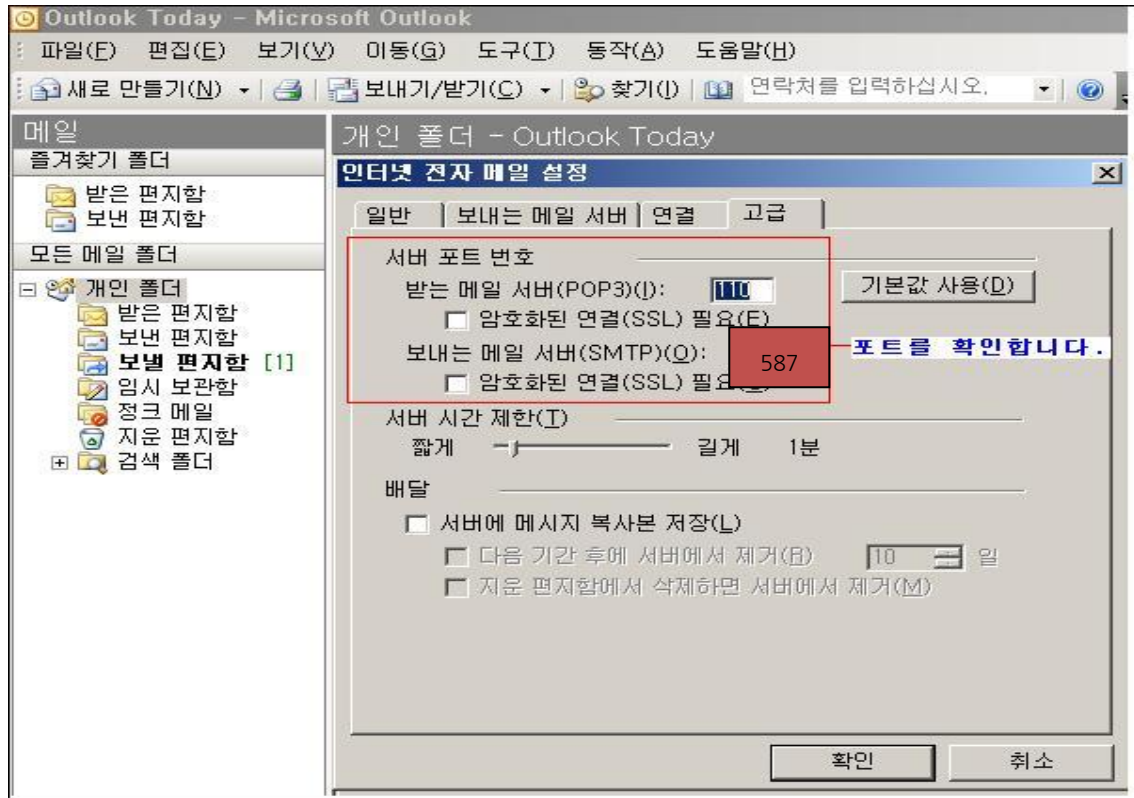 Outlook Today - Microsoft Outlook
파일(F) 편집(E) 보기(V) 이동(G) 도구(T) 동작(A) 도움말(H)
새로 만들기(N) 보내기/받기(C) 찾기(I) 연락처를 입력하십시오.
메일
즐겨찾기 폴더
받은 편지함
보낸 편지함
모든 메일 폴더
개인 폴더
받은 편지함
보낸 편지함
보낼 편지함 [1]
임시 보관함
정크 메일
지운 편지함
검색 폴더
개인 폴더 - Outlook Today
인터넷 전자 메일 설정
일반 보내는 메일 서버 연결 고급
서버 포트 번호
받는 메일 서버(POP3)(I): 110 기본값 사용(D)
암호화된 연결(SSL) 필요(E)
보내는 메일 서버(SMTP)(O): 587 포트를 확인합니다.
암호화된 연결(SSL)
서버 시간 제한(T)
짧게 길게 1분
배달
서버에 메시지 복사본 저장(L)
다음 기간 후에 서버에서 제거(R) 10 일
지운 편지함에서 삭제하면 서버에서 제거(M)
확인 취소